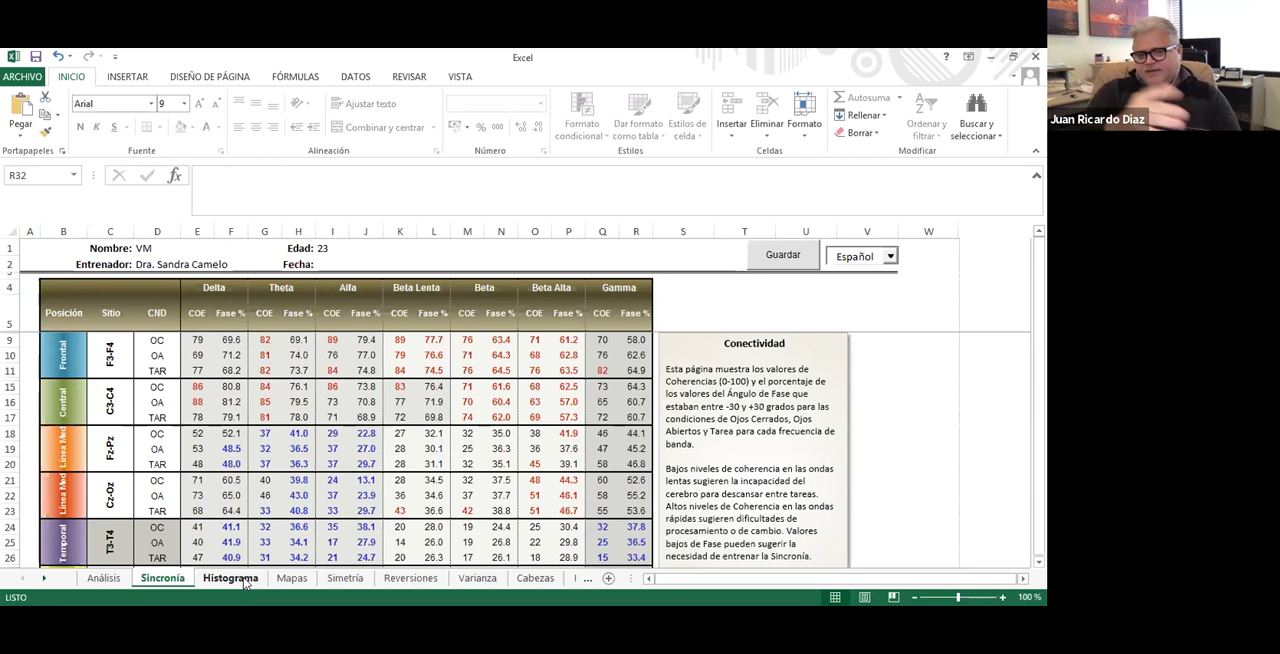 Excel
ARCHIVO INICIO INSERTAR DISEÑO DE PÁGINA FÓRMULAS DATOS REVISAR VISTA
Arial 9
Ajustar texto
Combinar y centrar
Pegar
N K S
% 000
Formato condicional
Dar formato como tabla
Estilos de celda
Insertar Eliminar Formato
Autosuma
Rellenar
Borrar
Ordenar y filtrar
Buscar y seleccionar
Portapapeles Fuente Alineación Número Estilos Celdas Modificar
R32
fx
A B C D E F G H I J K L M N O P Q R S T U V W
1 Nombre: VM Edad: 23
2 Entrenador: Dra. Sandra Camelo Fecha:
Guardar
Español
4 Delta Theta Alfa Beta Lenta Beta Beta Alta Gamma
5 Posición Sitio CND COE Fase % COE Fase % COE Fase % COE Fase % COE Fase % COE Fase % COE Fase %
Frontal F3-F4
9 OC 79 69.6 82 69.1 89 79.4 89 77.7 76 63.4 71 61.2 70 58.0
10 OA 69 71.2 81 74.0 76 77.0 79 76.6 71 64.3 68 62.8 76 62.6
11 TAR 77 68.2 82 73.7 84 74.8 84 74.5 76 64.5 76 63.5 82 64.9
Central C3-C4
15 OC 86 80.8 84 76.1 86 73.8 83 76.4 71 61.6 68 62.5 73 64.3
16 OA 88 81.2 85 79.5 73 70.8 77 71.9 70 60.4 63 57.0 65 60.7
17 TAR 78 79.1 81 78.0 71 68.9 72 69.8 74 62.0 69 57.3 72 60.7
Línea Med Fz-Pz
18 OC 52 52.1 37 41.0 29 22.8 27 32.1 32 35.0 38 41.9 46 44.1
19 OA 53 48.5 32 36.5 37 27.0 28 30.1 25 36.3 36 37.6 47 45.2
20 TAR 48 48.0 37 36.3 37 29.7 28 31.1 32 35.1 45 39.1 58 46.8
Línea Med Cz-Oz
21 OC 71 60.5 40 39.8 24 13.1 28 34.5 32 37.5 48 44.3 60 52.6
22 OA 73 65.0 46 43.0 37 23.9 36 34.6 37 37.7 51 46.1 58 55.2
23 TAR 68 64.4 33 40.8 33 29.7 43 36.6 42 38.8 51 46.7 55 53.6
Temporal T3-T4
24 OC 41 41.1 32 36.6 35 38.1 20 28.0 19 24.4 25 30.4 32 37.8
25 OA 40 41.9 33 34.1 17 27.9 14 26.0 19 26.8 22 29.8 25 36.5
26 TAR 47 40.9 31 34.2 21 24.7 20 26.3 17 26.1 18 28.9 15 33.4
Conectividad
Esta página muestra los valores de
Coherencias (0-100) y el porcentaje de
los valores del Ángulo de Fase que
estaban entre -30 y +30 grados para las
condiciones de Ojos Cerrados, Ojos
Abiertos y Tarea para cada frecuencia de
banda.
Bajos niveles de coherencia en las ondas
lentas sugieren la incapacidad del
cerebro para descansar entre tareas.
Altos niveles de Coherencia en las ondas
rápidas sugieren dificultades de
procesamiento o de cambio. Valores
bajos de Fase pueden sugerir la
necesidad de entrenar la Sincronía.
Análisis Sincronía Histograma Mapas Simetría Reversiones Varianza Cabezas I ...
LISTO
100 %
Juan Ricardo Diaz